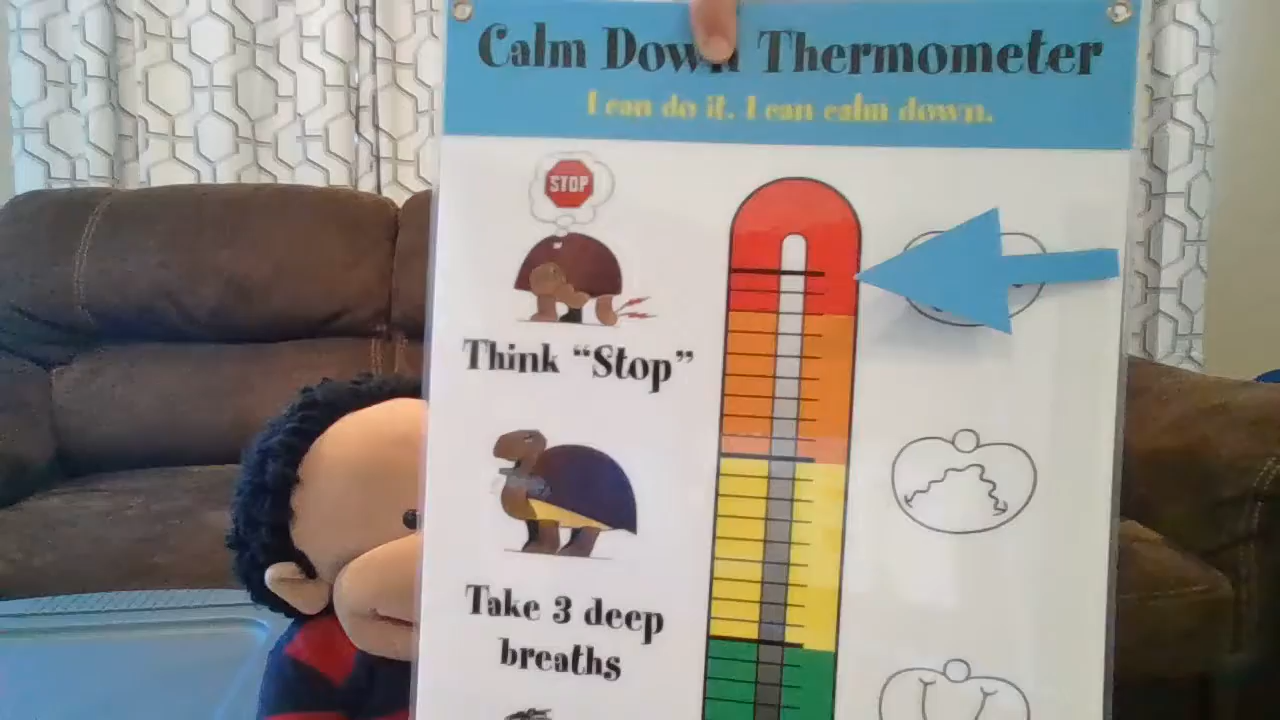 Calm Down Thermometer
I can do it. I can calm down.
STOP
Think “Stop”
Take 3 deep
breaths